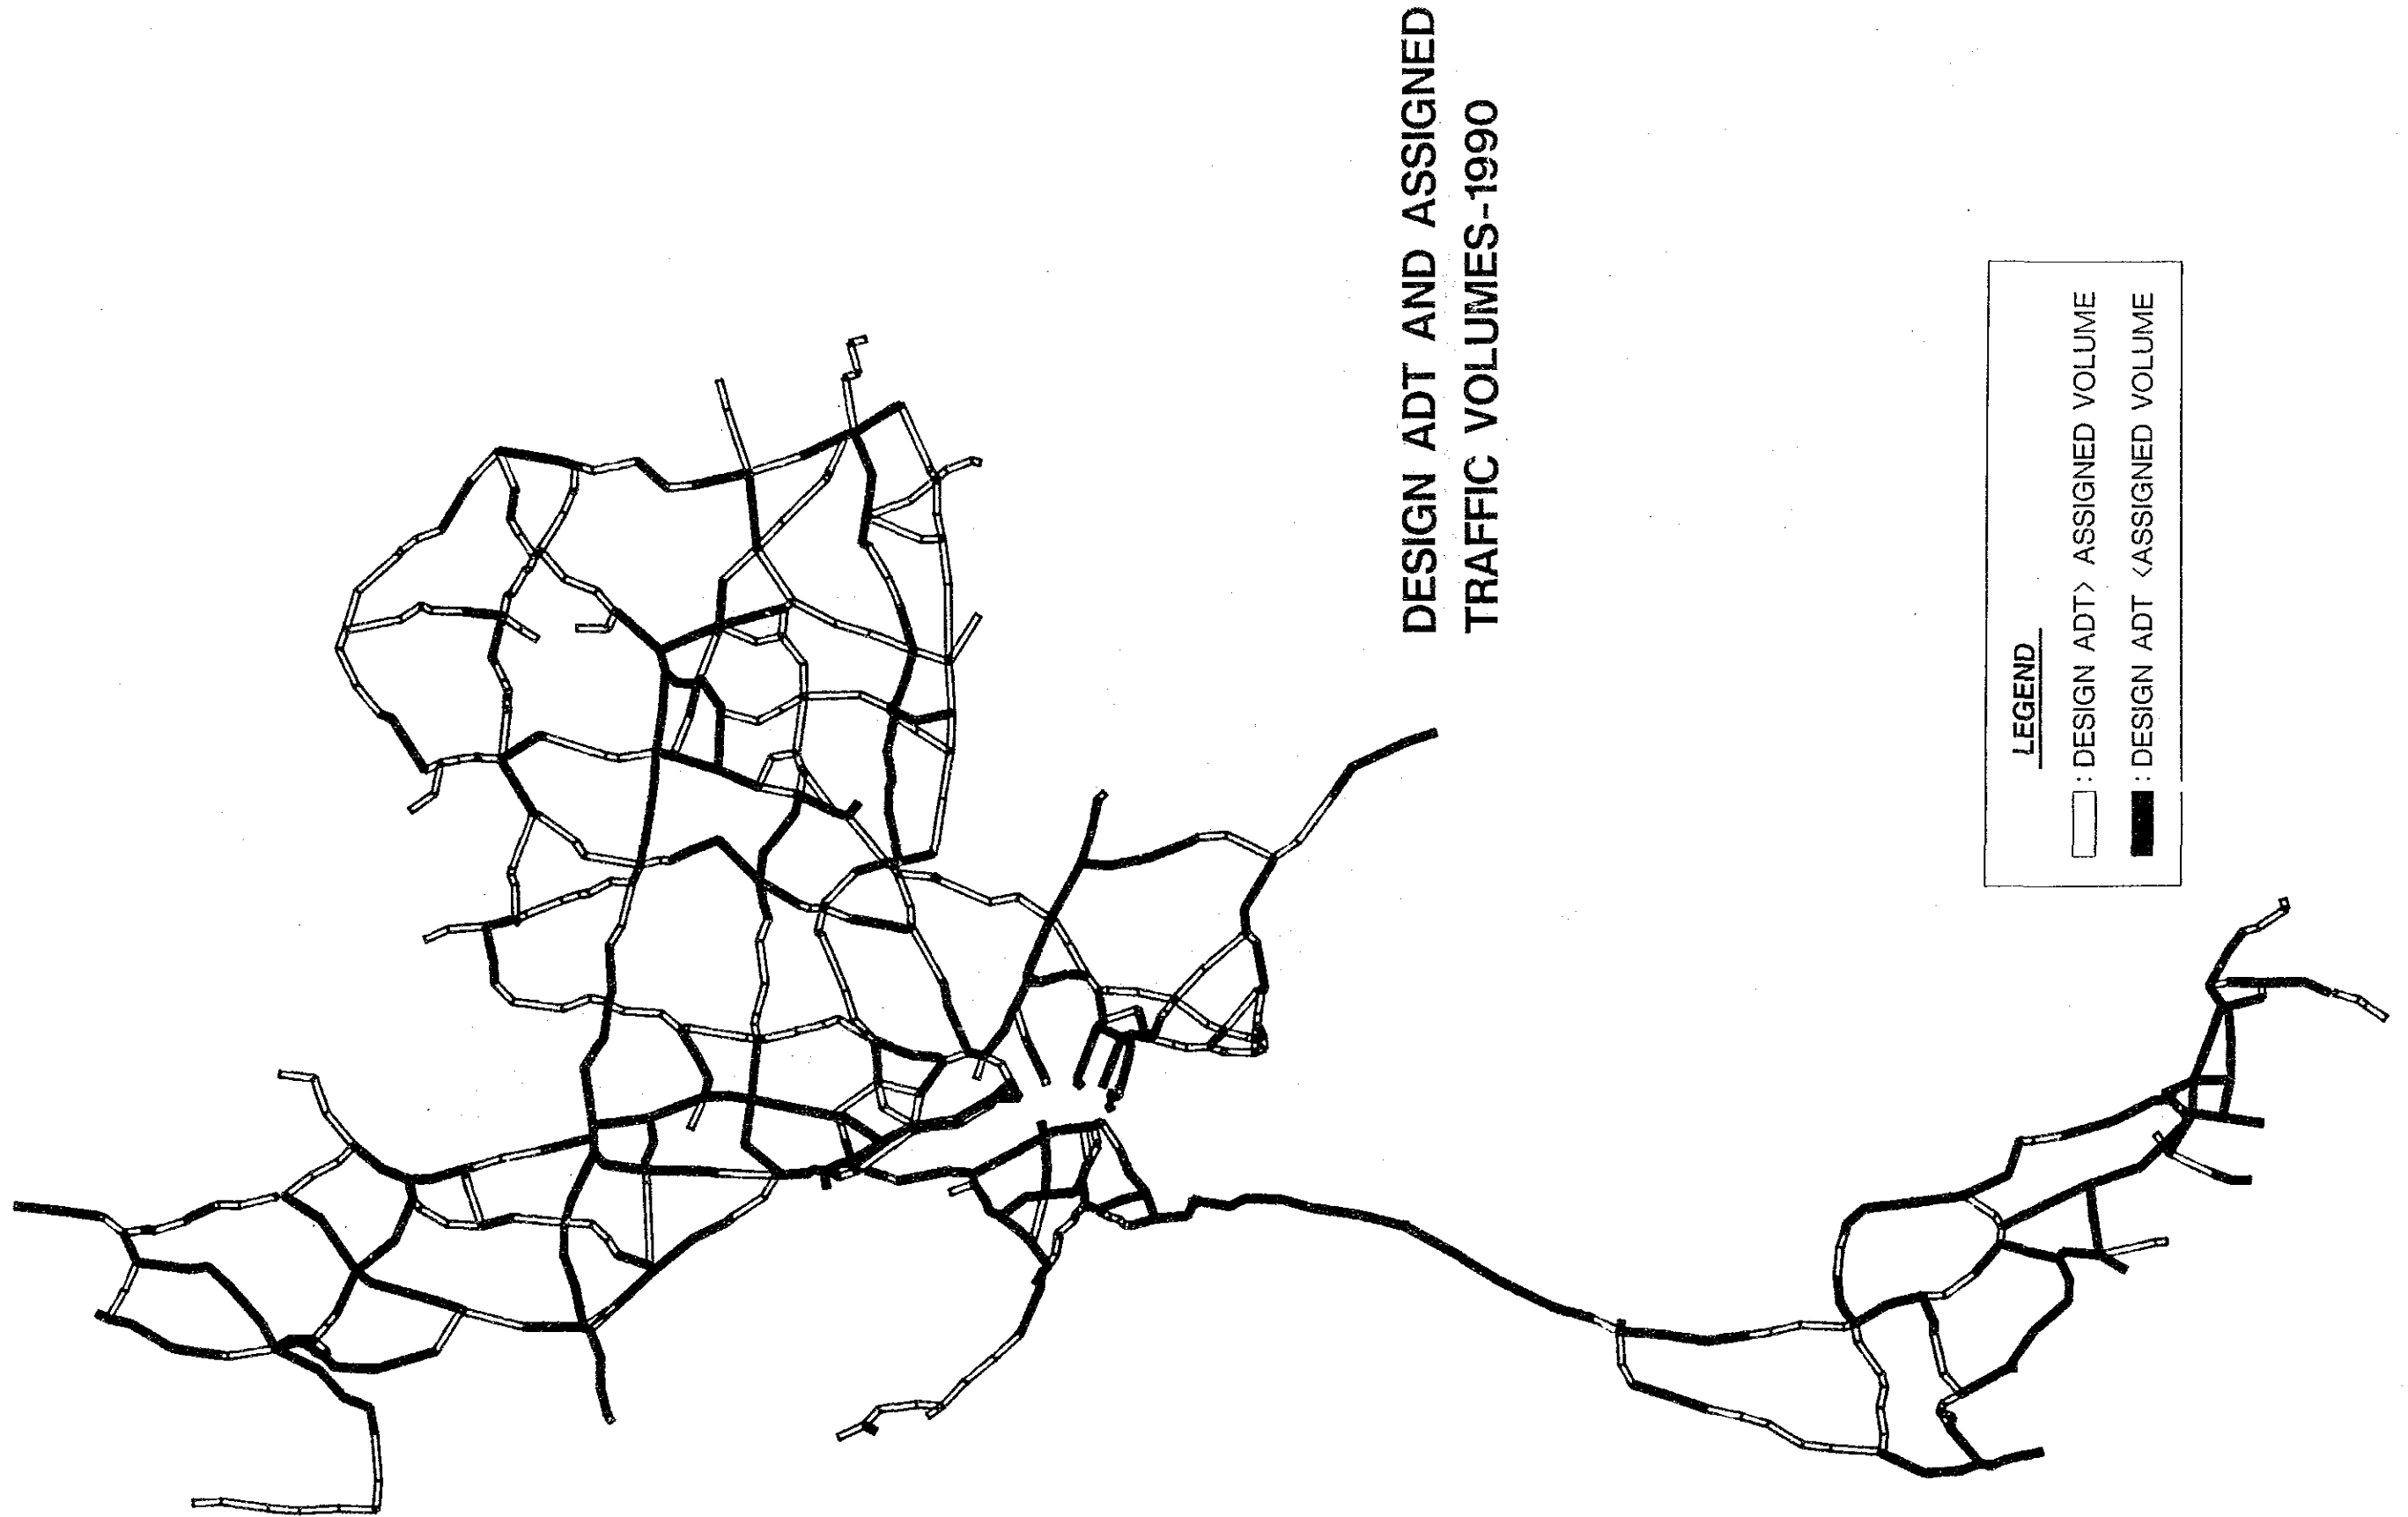 DESIGN ADT AND ASSIGNED
TRAFFIC VOLUMES-1990
LEGEND
: DESIGN ADT> ASSIGNED VOLUME
: DESIGN ADT <ASSIGNED VOLUME